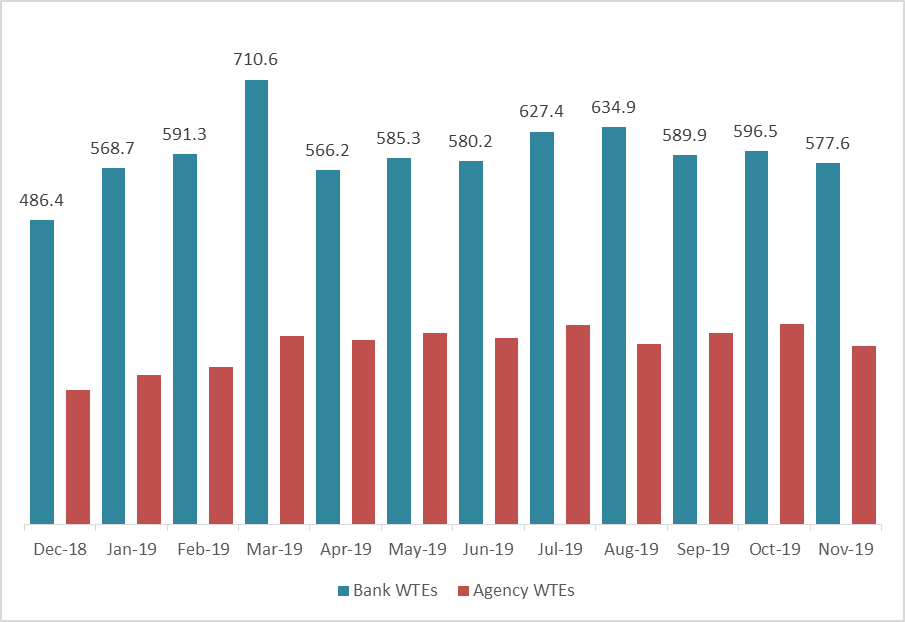 710.6
627.4 634.9
568.7 591.3 566.2 585.3 580.2 589.9 596.5 577.6
486.4
Dec-18 Jan-19 Feb-19 Mar-19 Apr-19 May-19 Jun-19 Jul-19 Aug-19 Sep-19 Oct-19 Nov-19
Bank WTEs Agency WTEs